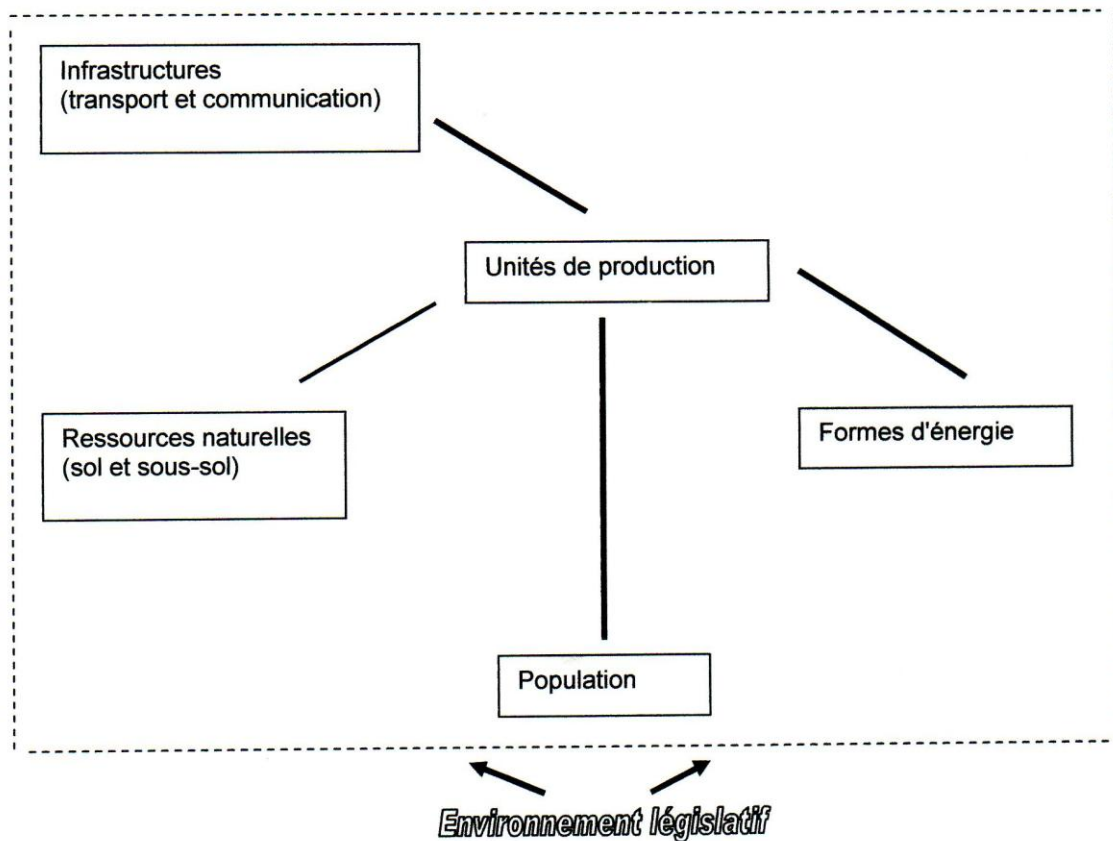 Infrastructures
(transport et communication)
Unités de production
Ressources naturelles
(sol et sous-sol)
Formes d'énergie
Population
Environnement législatif